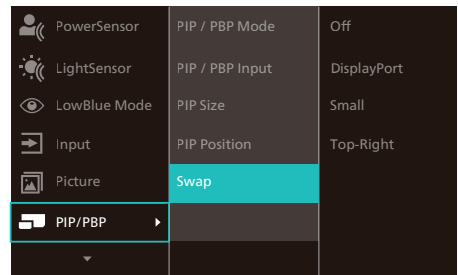 PowerSensor PIP / PBP Mode Off
LightSensor PIP / PBP Input DisplayPort
LowBlue Mode PIP Size Small
Input PIP Position Top-Right
Picture Swap
PIP/PBP